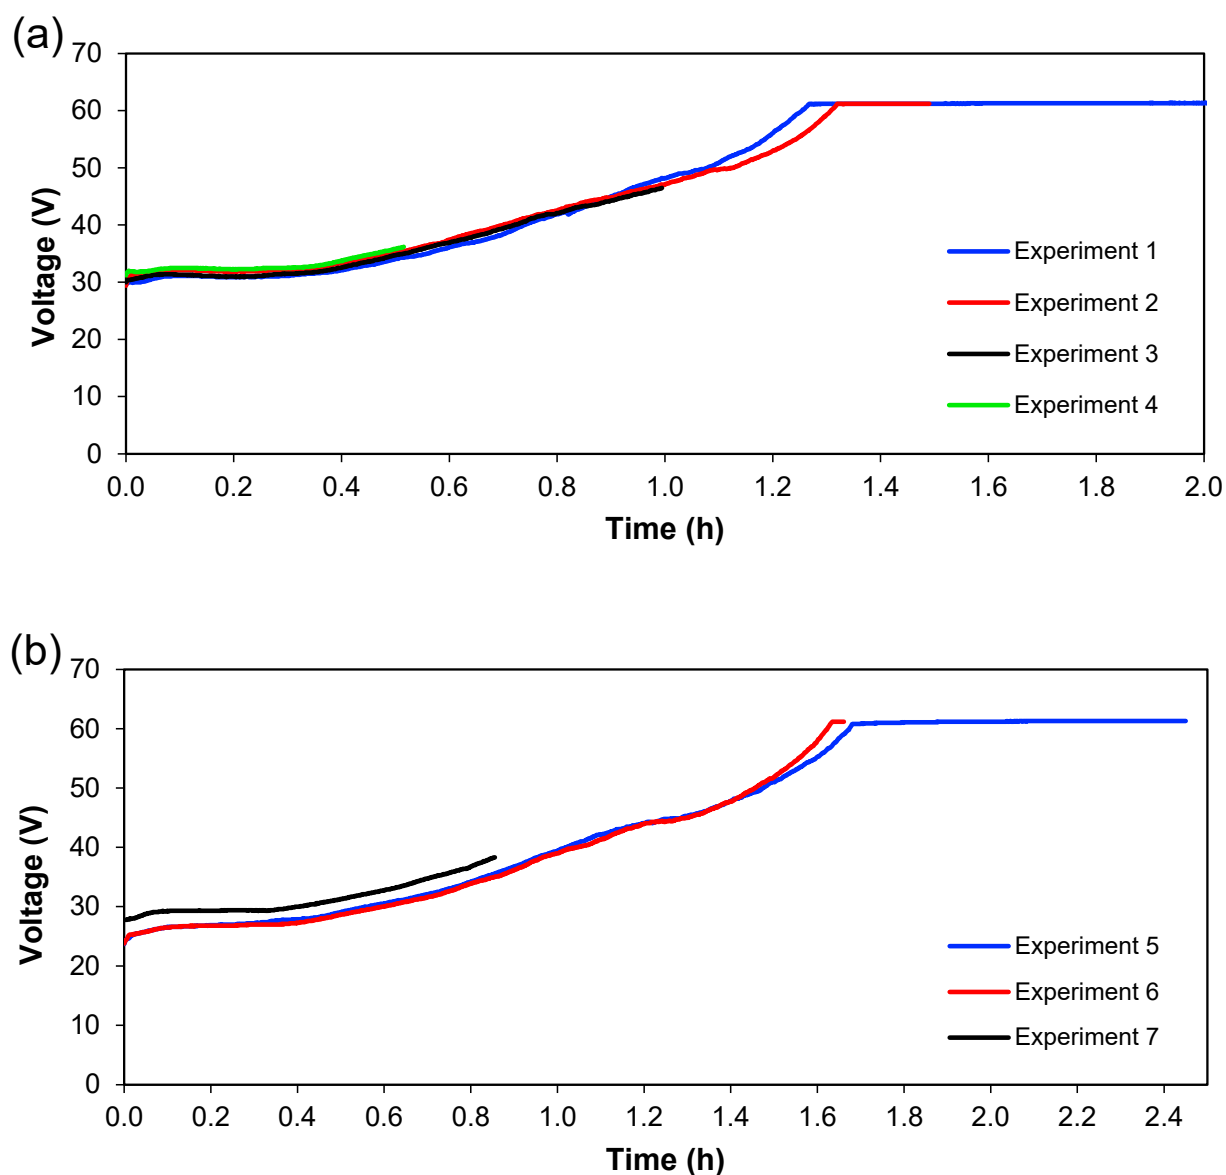 (a)
70
60
50
40
30
20
10
0
Voltage (V)
Experiment 1
Experiment 2
Experiment 3
Experiment 4
0.0 0.2 0.4 0.6 0.8 1.0 1.2 1.4 1.6 1.8 2.0
Time (h)
(b)
70
60
50
40
30
20
10
0
Voltage (V)
Experiment 5
Experiment 6
Experiment 7
0.0 0.2 0.4 0.6 0.8 1.0 1.2 1.4 1.6 1.8 2.0 2.2 2.4
Time (h)